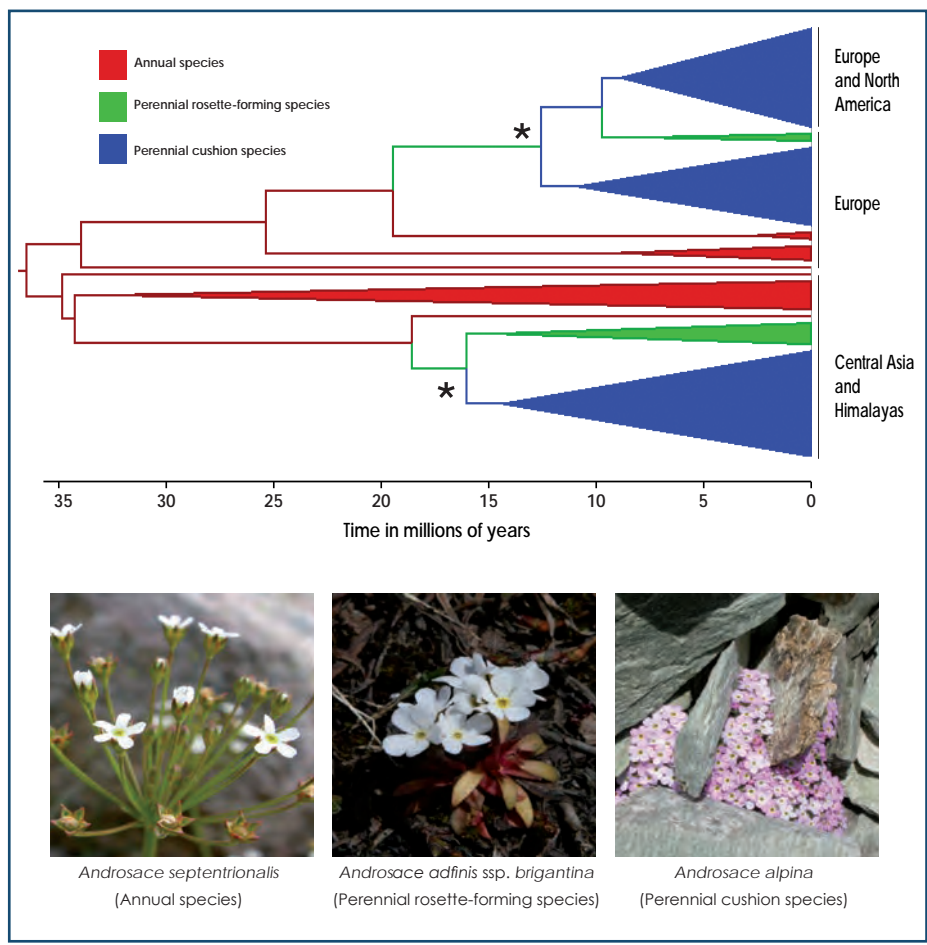 Annual species
Perennial rosette-forming species
Perennial cushion species
*
*
Europe
and North
America
Europe
Central Asia
and
Himalayas
35 30 25 20 15 10 5 0
Time in millions of years
Androsace septentrionalis
(Annual species)
Androsace adfinis ssp. brigantina
(Perennial rosette-forming species)
Androsace alpina
(Perennial cushion species)